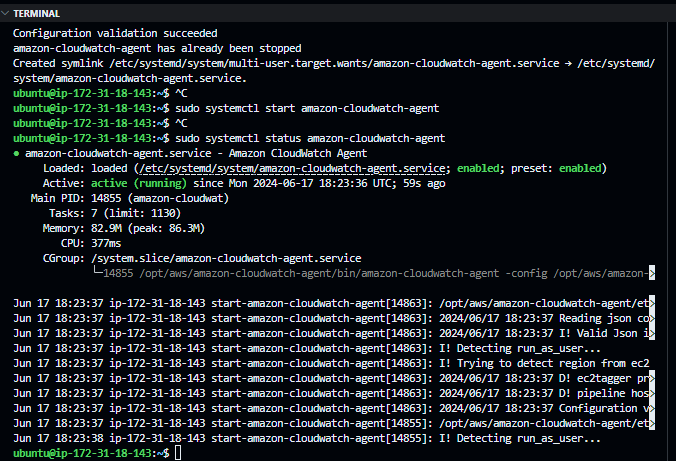 TERMINAL
Configuration validation succeeded
amazon-cloudwatch-agent has already been stopped
Created symlink /etc/systemd/system/multi-user.target.wants/amazon-cloudwatch-agent.service → /etc/systemd/
system/amazon-cloudwatch-agent.service.
ubuntu@ip-172-31-18-143:~$ ^C
ubuntu@ip-172-31-18-143:~$ sudo systemctl start amazon-cloudwatch-agent
ubuntu@ip-172-31-18-143:~$ ^C
ubuntu@ip-172-31-18-143:~$ sudo systemctl status amazon-cloudwatch-agent
● amazon-cloudwatch-agent.service - Amazon CloudWatch Agent
Loaded: loaded (/etc/systemd/system/amazon-cloudwatch-agent.service; enabled; preset: enabled)
Active: active (running) since Mon 2024-06-17 18:23:36 UTC; 59s ago
Main PID: 14855 (amazon-cloudwat)
Tasks: 7 (limit: 1130)
Memory: 82.9M (peak: 86.3M)
CPU: 377ms
CGroup: /system.slice/amazon-cloudwatch-agent.service
└─14855 /opt/aws/amazon-cloudwatch-agent/bin/amazon-cloudwatch-agent -config /opt/aws/amazon->
Jun 17 18:23:37 ip-172-31-18-143 start-amazon-cloudwatch-agent[14863]: /opt/aws/amazon-cloudwatch-agent/et>
Jun 17 18:23:37 ip-172-31-18-143 start-amazon-cloudwatch-agent[14863]: 2024/06/17 18:23:37 Reading json co>
Jun 17 18:23:37 ip-172-31-18-143 start-amazon-cloudwatch-agent[14863]: 2024/06/17 18:23:37 I! Valid Json i>
Jun 17 18:23:37 ip-172-31-18-143 start-amazon-cloudwatch-agent[14863]: I! Detecting run_as_user...
Jun 17 18:23:37 ip-172-31-18-143 start-amazon-cloudwatch-agent[14863]: I! Trying to detect region from ec2
Jun 17 18:23:37 ip-172-31-18-143 start-amazon-cloudwatch-agent[14863]: 2024/06/17 18:23:37 D! ec2tagger pr>
Jun 17 18:23:37 ip-172-31-18-143 start-amazon-cloudwatch-agent[14863]: 2024/06/17 18:23:37 D! pipeline hos>
Jun 17 18:23:37 ip-172-31-18-143 start-amazon-cloudwatch-agent[14863]: 2024/06/17 18:23:37 Configuration v>
Jun 17 18:23:37 ip-172-31-18-143 start-amazon-cloudwatch-agent[14855]: /opt/aws/amazon-cloudwatch-agent/et>
Jun 17 18:23:38 ip-172-31-18-143 start-amazon-cloudwatch-agent[14855]: I! Detecting run_as_user...
ubuntu@ip-172-31-18-143:~$